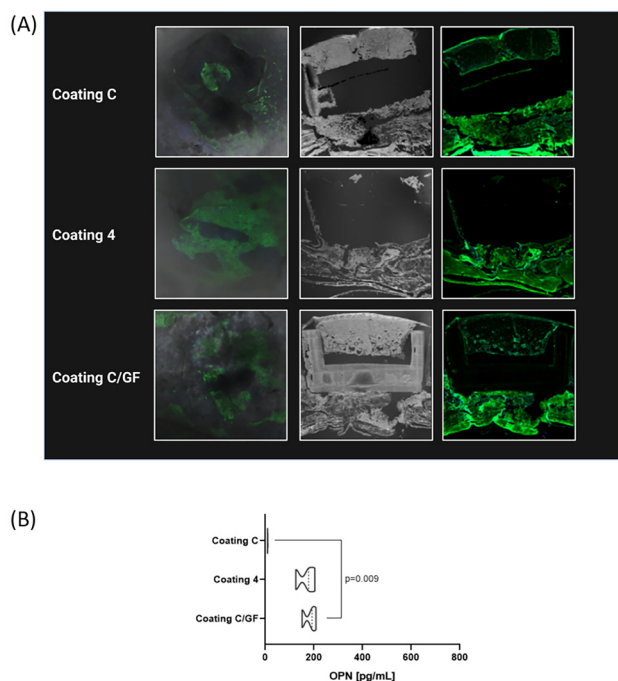 (A)
Coating C
Coating 4
Coating C/GF
(B)
Coating C
Coating 4
p=0.009
Coating C/GF
0
200
400
600
800
OPN [pg/mL]